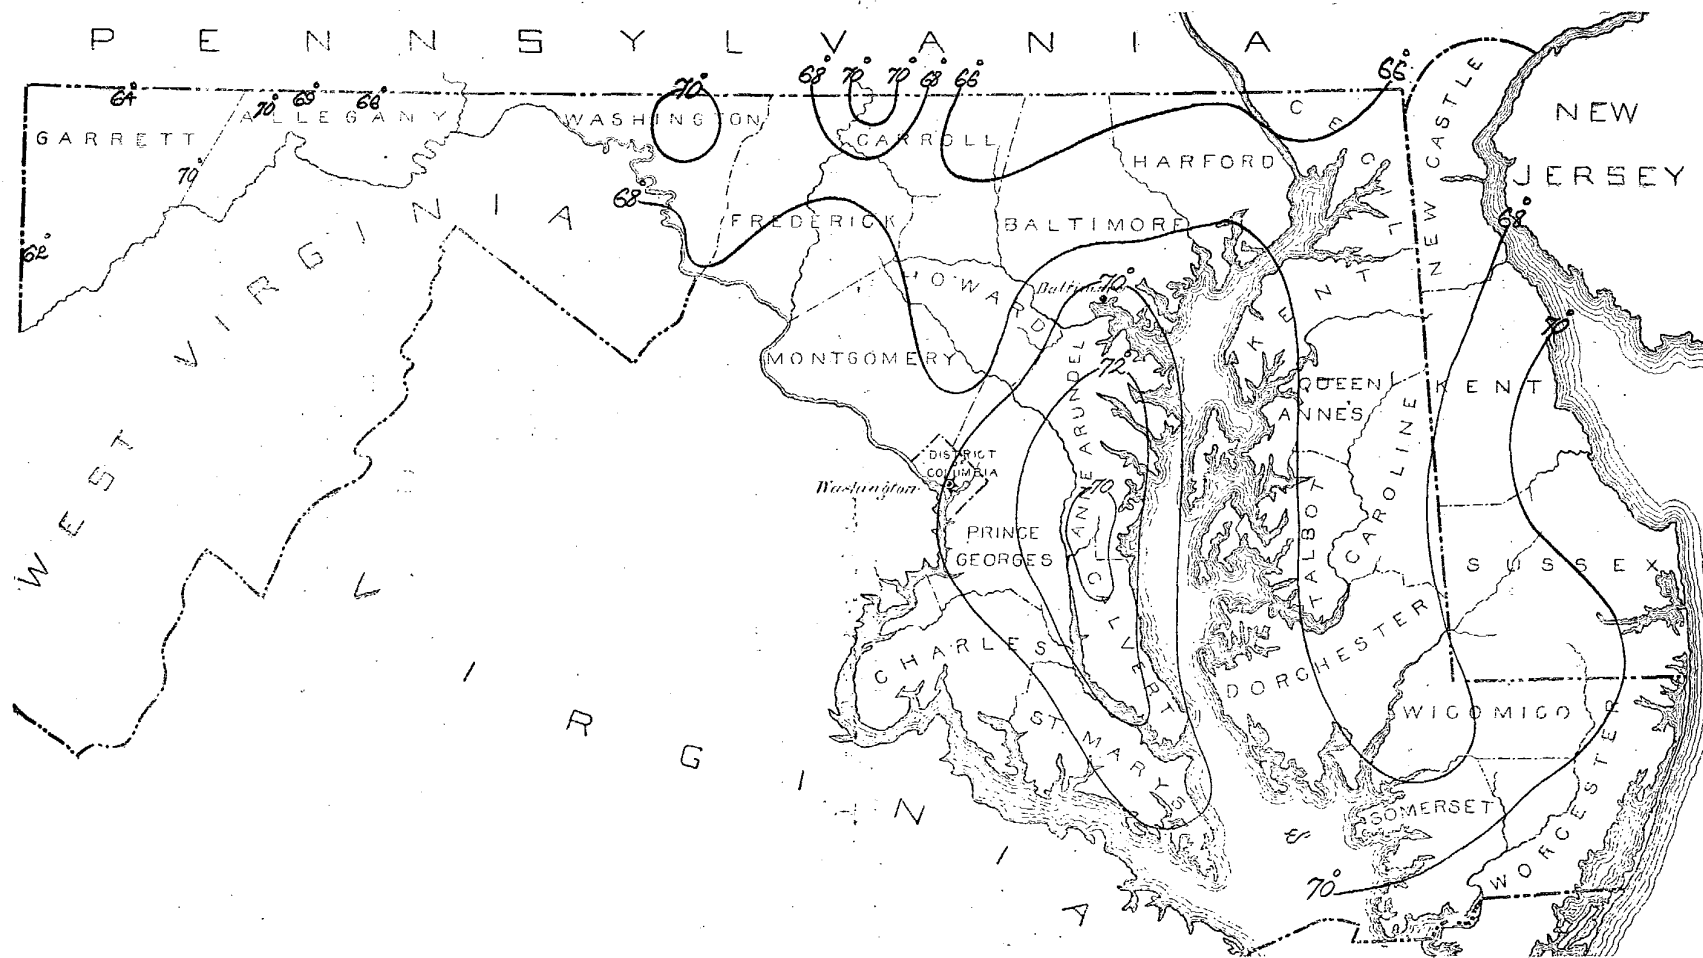 PENNSYLVANIA
64° 70° 69° 66° 70° 68° 70° 70° 68° 66° 66°
GARRETT
ALLEGANY
WASHINGTON
CARROLL
HARFORD
CECIL
NEW CASTLE
NEW CASTLE
NEW
JERSEY
70°
68°
62°
FREDERICK
BALTIMORE
68°
WEST VIRGINIA
HOWARD
Baltimore
70°
KENT
70°
MONTGOMERY
72°
ANNE ARUNDEL
QUEEN
ANNE'S
KENT
CAROLINE
DISTRICT
COLUMBIA
Washington
70
PRINCE
GEORGES
TALBOT
SUSSEX
CALVERT
CHARLES
DORCHESTER
ST. MARYS
WICOMICO
WORCESTER
SOMERSET
VIRGINIA
70°